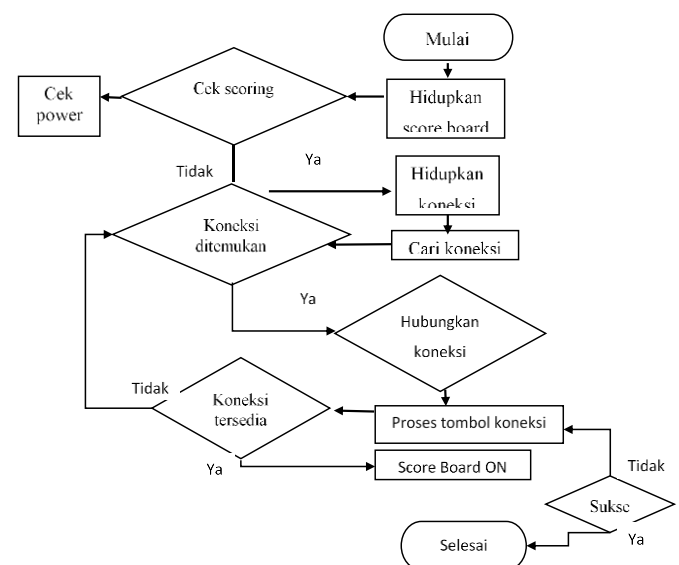 Mulai
Cek scoring
Cek
power
Hidupkan
score board
Tidak
Ya
Hidupkan
koneksi
Koneksi
ditemukan
Cari koneksi
Ya
Hubungkan
koneksi
Tidak
Koneksi
tersedia
Proses tombol koneksi
Ya
Score Board ON
Tidak
Sukse
Ya
Selesai